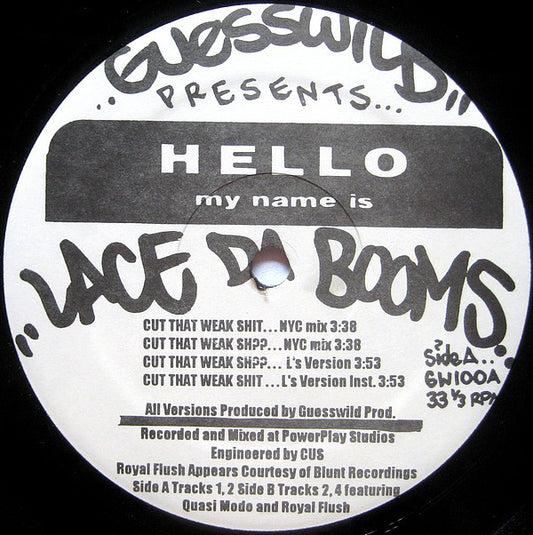 "Guesswild"
PRESENTS...
HELLO
my name is
"LACE DA BOOMS"
CUT THAT WEAK SHIT...NYC mix 3:38
CUT THAT WEAK SH??...NYC mix 3:38
CUT THAT WEAK SH??... L's Version 3:53
CUT THAT WEAK SHIT ...L's Version Inst. 3:53
Side A..
GW100A
33 1/3 RPM
All Versions Produced by Guesswild Prod.
Recorded and Mixed at PowerPlay Studios
Engineered by CUS
Royal Flush Appears Courtesy of Blunt Recordings
Side A Tracks 1, 2 Side B Tracks 2, 4 featuring
Quasi Modo and Royal Flush